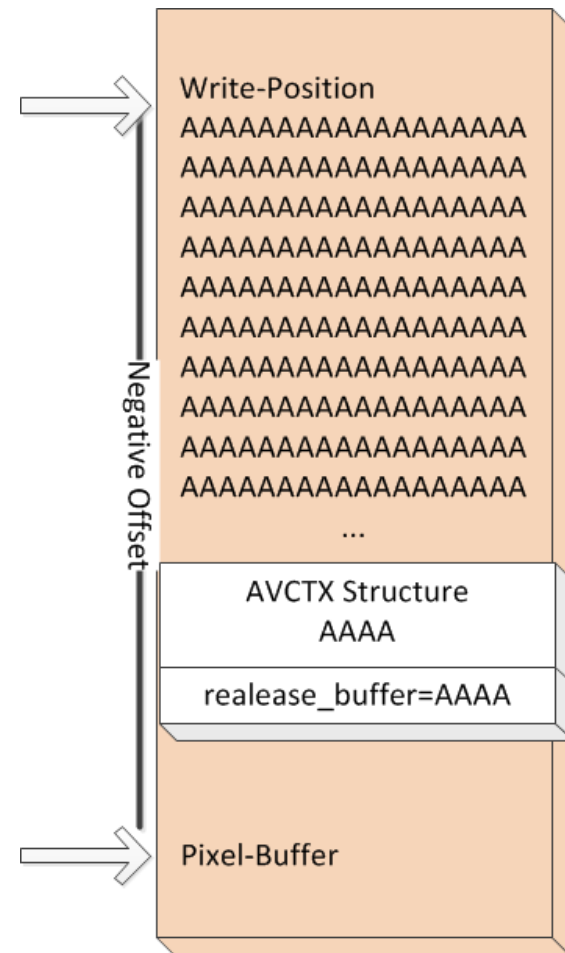 Write-Position
AAAAAAAAAAAAAAAAAA
AAAAAAAAAAAAAAAAAA
AAAAAAAAAAAAAAAAAA
AAAAAAAAAAAAAAAAAA
AAAAAAAAAAAAAAAAAA
AAAAAAAAAAAAAAAAAA
AAAAAAAAAAAAAAAAAA
AAAAAAAAAAAAAAAAAA
AAAAAAAAAAAAAAAAAA
AAAAAAAAAAAAAAAAAA
...
Negative Offset
AVCTX Structure
AAAA
realease_buffer=AAAA
Pixel-Buffer